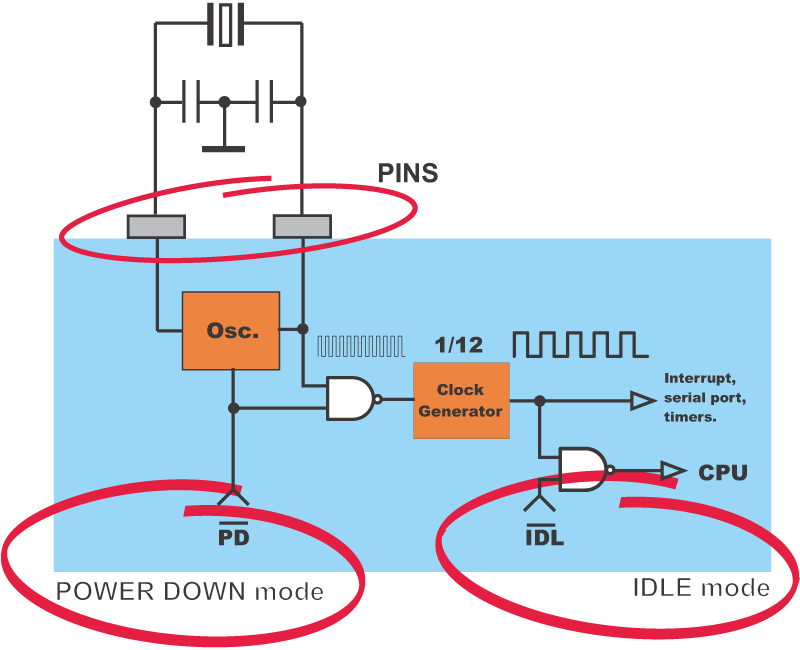 PINS
Osc.
1/12
Clock
Generator
Interrupt,
serial port,
timers.
CPU
PD
IDL
POWER DOWN mode
IDLE mode